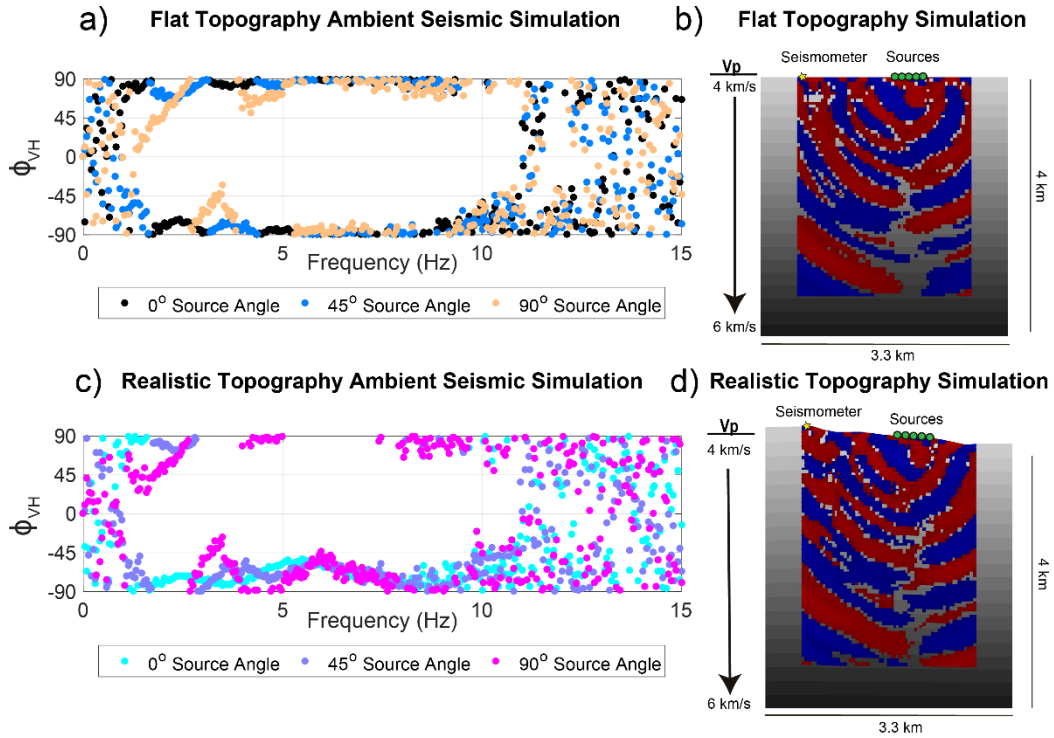 a) Flat Topography Ambient Seismic Simulation
90
45
0
-45
-90
ϕVH
0 5 10 15
Frequency (Hz)
0° Source Angle 45° Source Angle 90° Source Angle
b) Flat Topography Simulation
Seismometer Sources
Vp
4 km/s
6 km/s
4 km
3.3 km
c) Realistic Topography Ambient Seismic Simulation
90
45
0
-45
-90
ϕVH
0 5 10 15
Frequency (Hz)
0° Source Angle 45° Source Angle 90° Source Angle
d) Realistic Topography Simulation
Seismometer Sources
Vp
4 km/s
6 km/s
4 km
3.3 km